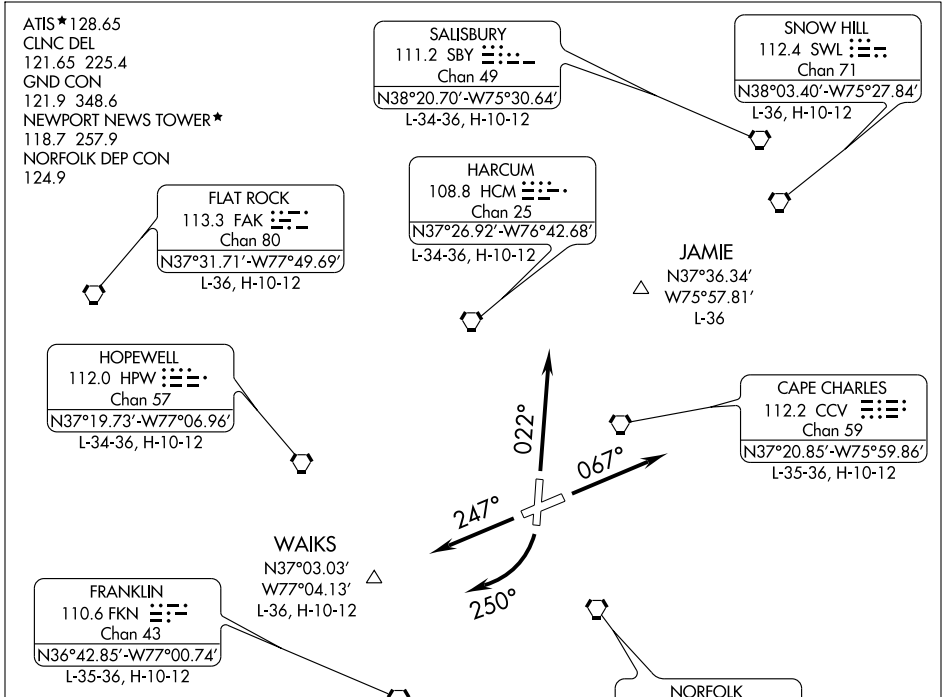 ATIS★128.65
CLNC DEL
121.65 225.4
GND CON
121.9 348.6
NEWPORT NEWS TOWER★
118.7 257.9
NORFOLK DEP CON
124.9
SALISBURY
111.2 SBY
Chan 49
N38°20.70′-W75°30.64′
L-34-36, H-10-12
SNOW HILL
112.4 SWL
Chan 71
N38°03.40′-W75°27.84′
L-36, H-10-12
FLAT ROCK
113.3 FAK
Chan 80
N37°31.71′-W77°49.69′
L-36, H-10-12
HARCUM
108.8 HCM
Chan 25
N37°26.92′-W76°42.68′
L-34-36, H-10-12
JAMIE
N37°36.34′
W75°57.81′
L-36
HOPEWELL
112.0 HPW
Chan 57
N37°19.73′-W77°06.96′
L-34-36, H-10-12
CAPE CHARLES
112.2 CCV
Chan 59
N37°20.85′-W75°59.86′
L-35-36, H-10-12
022°
067°
247°
250°
WAIKS
N37°03.03′
W77°04.13′
L-36, H-10-12
FRANKLIN
110.6 FKN
Chan 43
N36°42.85′-W77°00.74′
L-35-36, H-10-12
NORFOLK